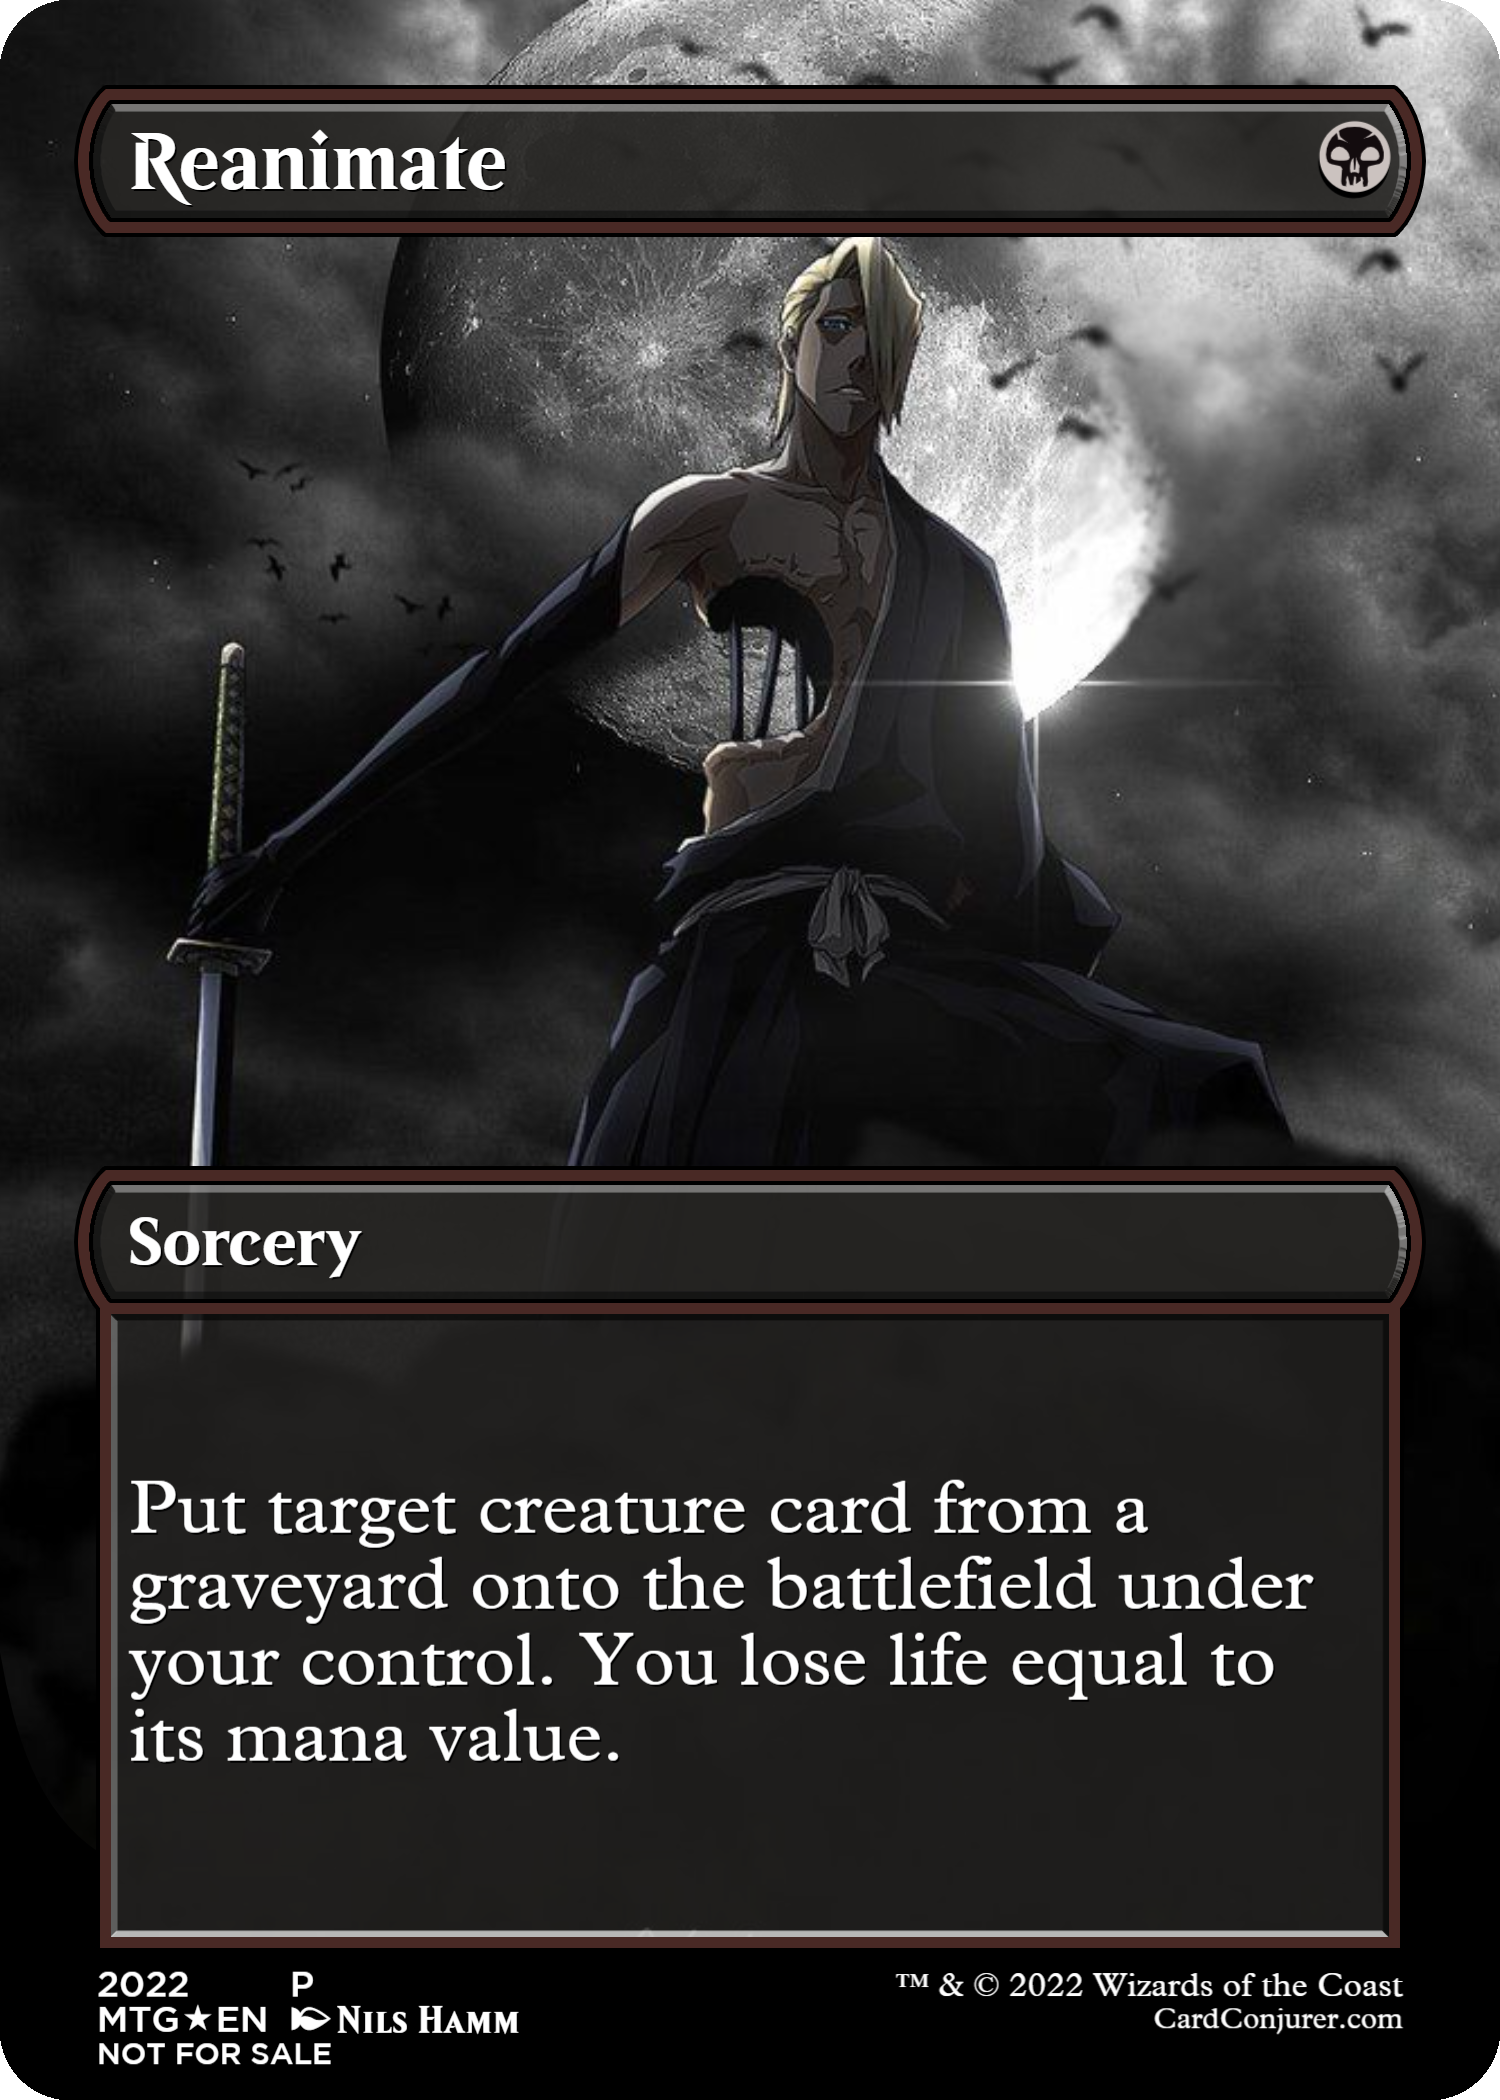 Reanimate
Sorcery
Put target creature card from a
graveyard onto the battlefield under
your control. You lose life equal to
its mana value.
2022 P
MTG★EN NILS HAMM
NOT FOR SALE
™ & © 2022 Wizards of the Coast
CardConjurer.com